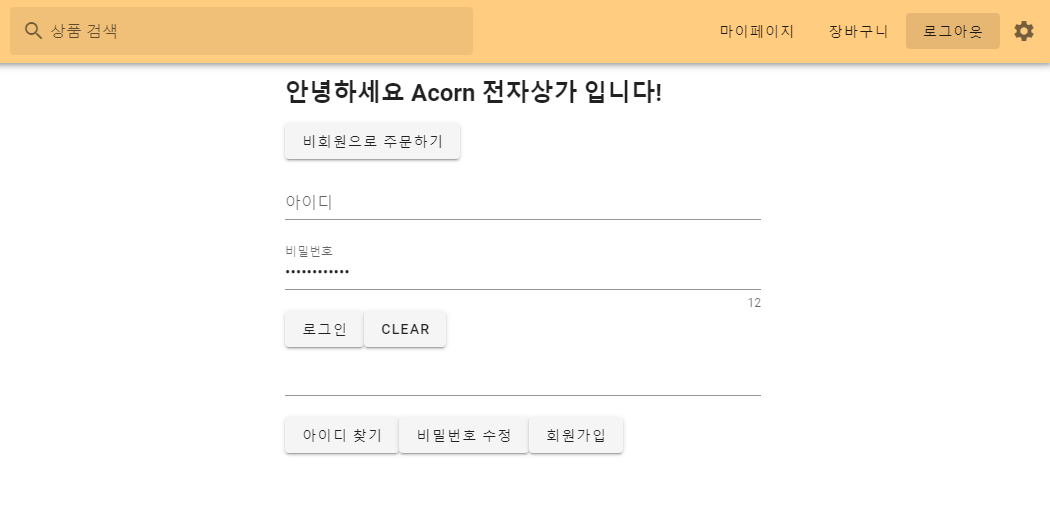 상품 검색 마이페이지 장바구니 로그아웃
안녕하세요 Acorn 전자상가 입니다!
비회원으로 주문하기
아이디
비밀번호
••••••••••••
12
로그인 CLEAR
아이디 찾기 비밀번호 수정 회원가입